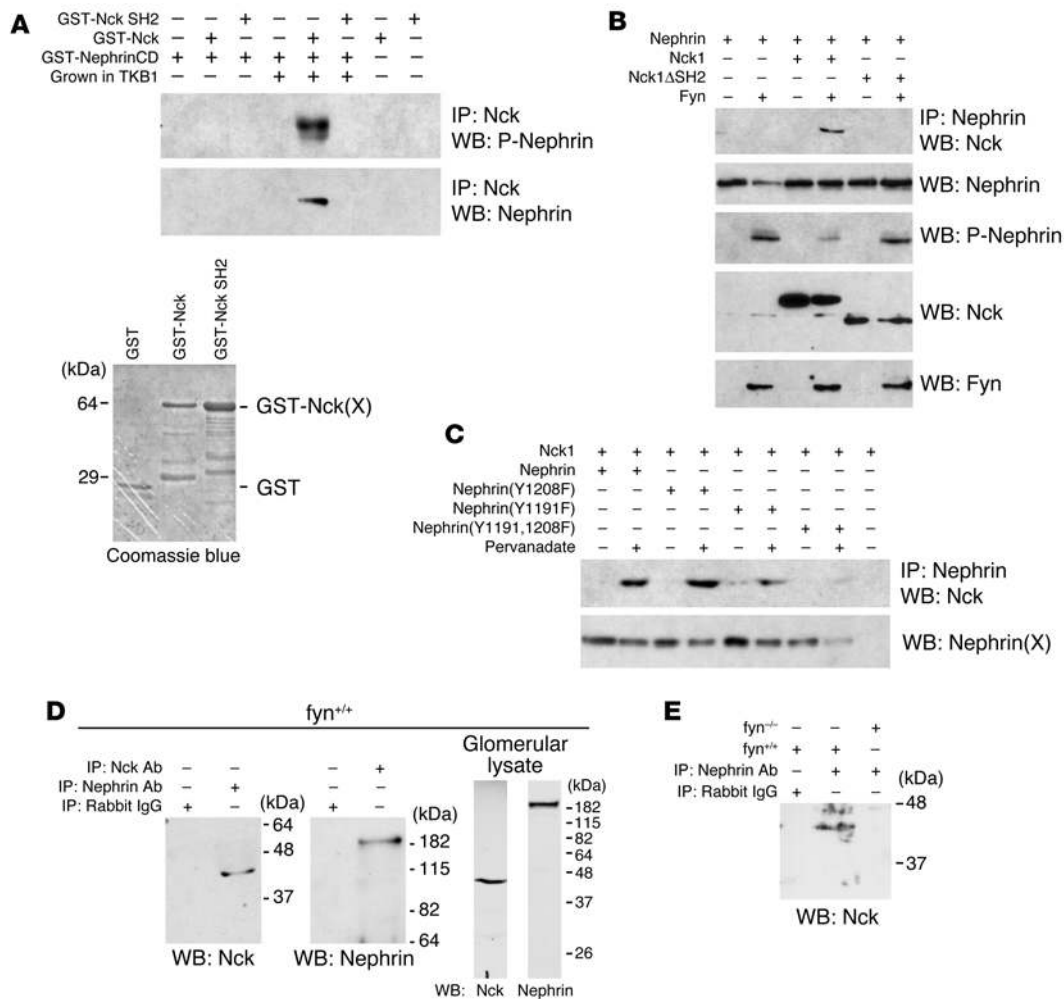 A
GST-Nck SH2 – – + – – + – +
GST-Nck – + – – + – + –
GST-NephrinCD + + + + + + – –
Grown in TKB1 – – – + + + – –
IP: Nck
WB: P-Nephrin
IP: Nck
WB: Nephrin
GST
GST-Nck
GST-Nck SH2
(kDa)
64 –
– GST-Nck(X)
29 –
– GST
Coomassie blue
B
Nephrin + + + + + +
Nck1 – – + + – –
Nck1ΔSH2 – – – – + +
Fyn – + – + – +
IP: Nephrin
WB: Nck
WB: Nephrin
WB: P-Nephrin
WB: Nck
WB: Fyn
C
Nck1 + + + + + + + + +
Nephrin + + – – – – – – –
Nephrin(Y1208F) – – + + – – – – –
Nephrin(Y1191F) – – – – + + – – –
Nephrin(Y1191,1208F) – – – – – – + + –
Pervanadate – + – + – + – + –
IP: Nephrin
WB: Nck
WB: Nephrin(X)
D
fyn+/+
IP: Nck Ab – – – +
IP: Nephrin Ab – + – –
IP: Rabbit IgG + – + –
(kDa)
- 64
- 48
- 37
WB: Nck
(kDa)
- 182
- 115
- 82
- 64
WB: Nephrin
Glomerular
lysate
(kDa)
- 182
- 115
- 82
- 64
- 48
- 37
- 26
WB: Nck Nephrin
E
fyn–/– – – +
fyn+/+ + + –
IP: Nephrin Ab – + +
IP: Rabbit IgG + – –
(kDa)
- 48
- 37
WB: Nck